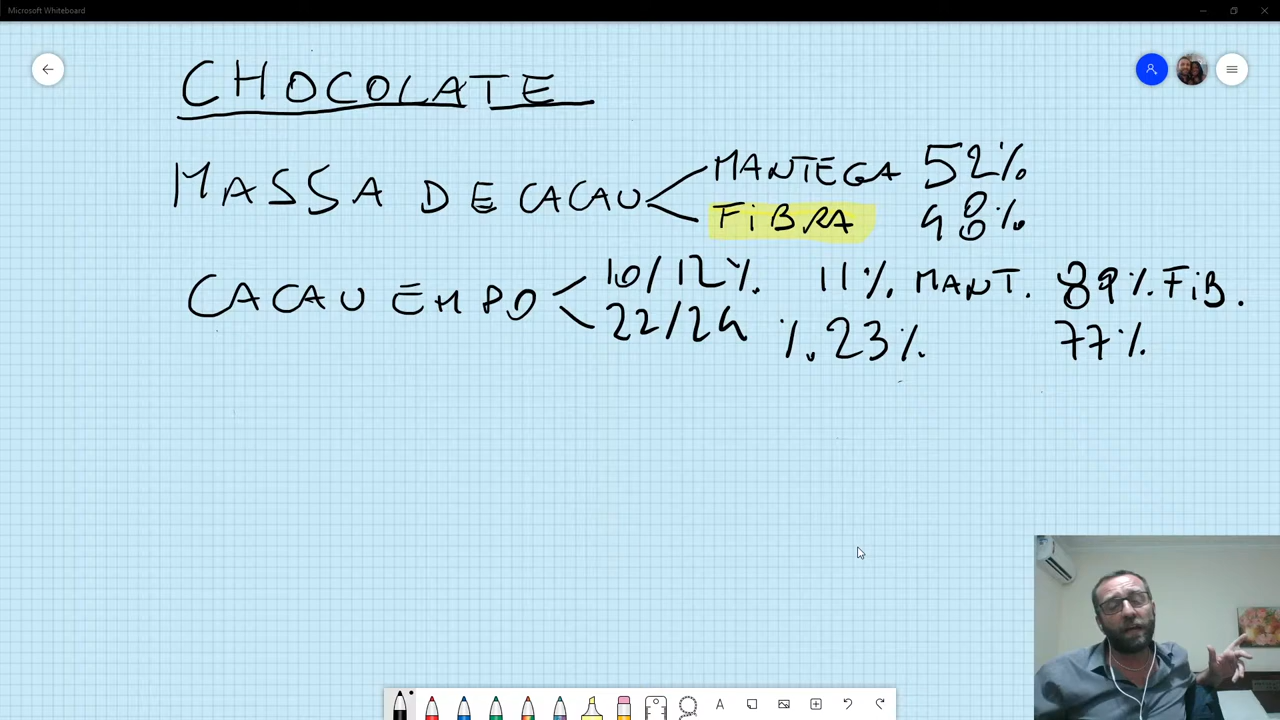 Microsoft Whiteboard
CHOCOLATE
MASSA DE CACAU MANTEGA 52%
FIBRA 48%
CACAU EM PO 10/12%. 11%. MANT. 89%. FIB.
22/24 %. 23%. 77%.